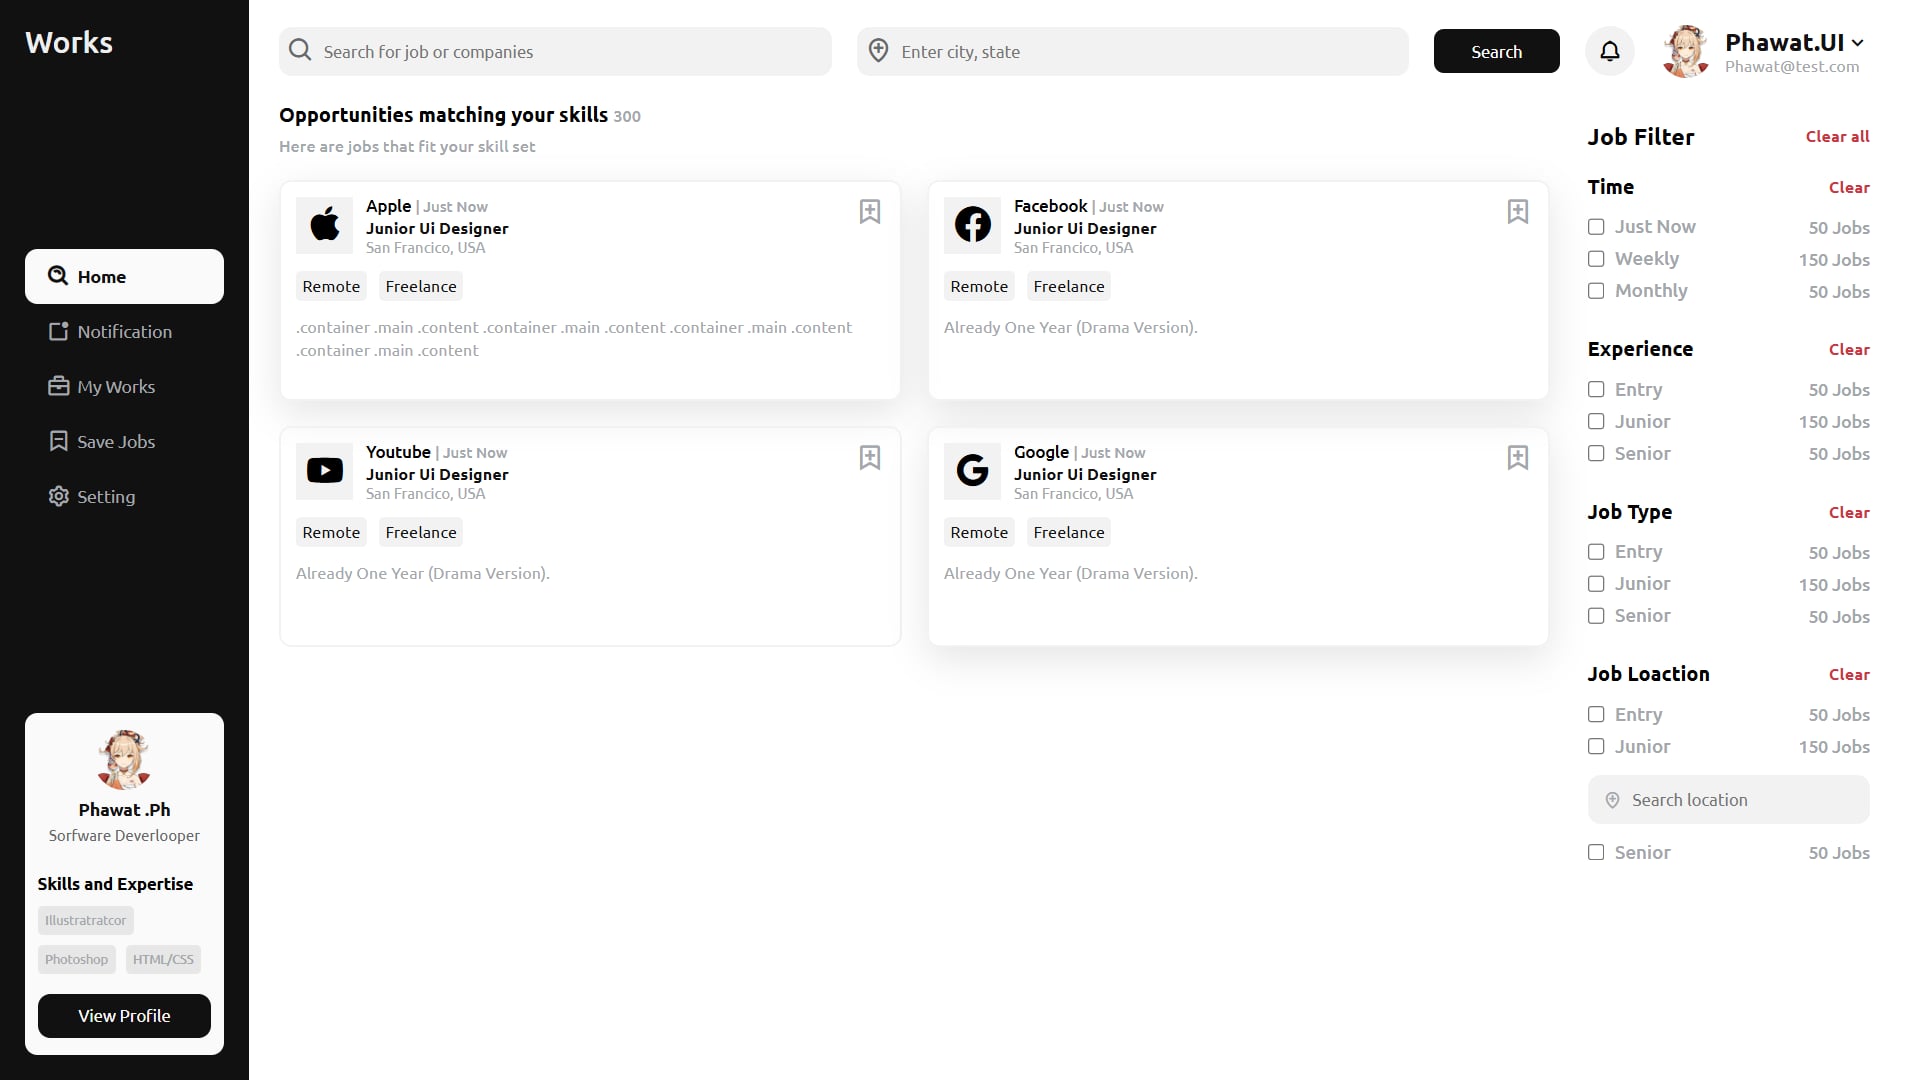 Works
Home
Notification
My Works
Save Jobs
Setting
Phawat .Ph
Sorfware Deverlooper
Skills and Expertise
Illustratratcor
Photoshop HTML/CSS
View Profile
Search for job or companies
Enter city, state
Search
Phawat.UI
Phawat@test.com
Opportunities matching your skills 300
Here are jobs that fit your skill set
Apple | Just Now
Junior Ui Designer
San Francico, USA
Remote Freelance
.container .main .content .container .main .content .container .main .content
.container .main .content
Facebook | Just Now
Junior Ui Designer
San Francico, USA
Remote Freelance
Already One Year (Drama Version).
Youtube | Just Now
Junior Ui Designer
San Francico, USA
Remote Freelance
Already One Year (Drama Version).
Google | Just Now
Junior Ui Designer
San Francico, USA
Remote Freelance
Already One Year (Drama Version).
Job Filter Clear all
Time Clear
Just Now 50 Jobs
Weekly 150 Jobs
Monthly 50 Jobs
Experience Clear
Entry 50 Jobs
Junior 150 Jobs
Senior 50 Jobs
Job Type Clear
Entry 50 Jobs
Junior 150 Jobs
Senior 50 Jobs
Job Loaction Clear
Entry 50 Jobs
Junior 150 Jobs
Search location
Senior 50 Jobs